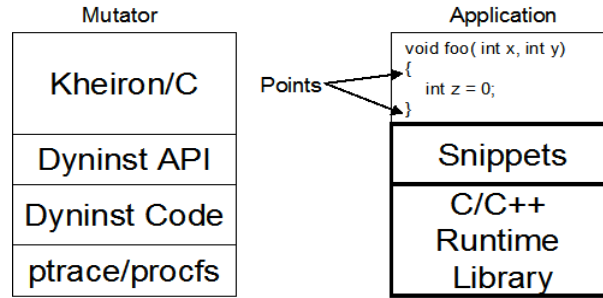 Mutator
Kheiron/C
Dyninst API
Dyninst Code
ptrace/procfs
Points
Application
void foo( int x, int y)
{
int z = 0;
}
Snippets
C/C++
Runtime
Library